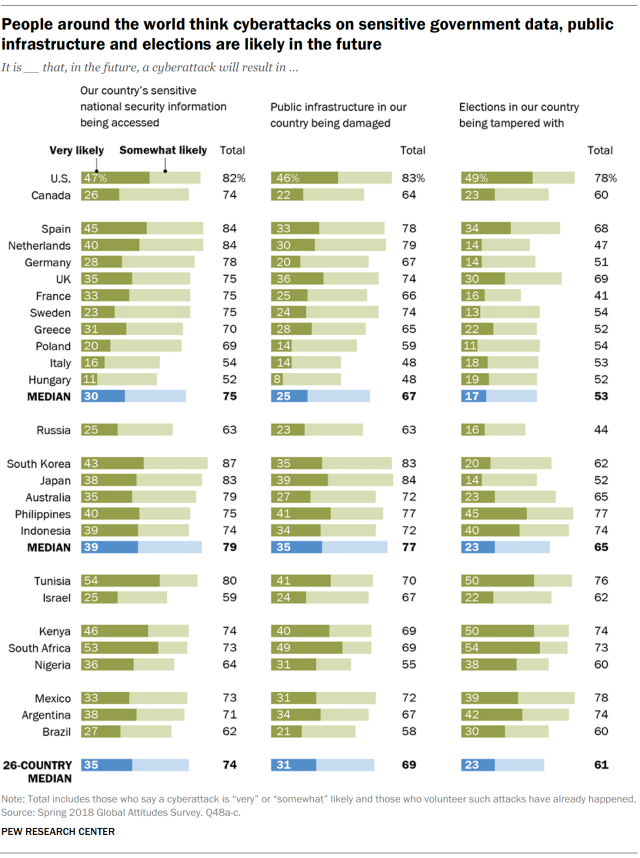 People around the world think cyberattacks on sensitive government data, public
infrastructure and elections are likely in the future
It is __ that, in the future, a cyberattack will result in ...
Our country's sensitive
national security information
being accessed
Public infrastructure in our
country being damaged
Elections in our country
being tampered with
Very likely Somewhat likely Total Total Total
U.S. 47% 82% 46% 83% 49% 78%
Canada 26 74 22 64 23 60
Spain 45 84 33 78 34 68
Netherlands 40 84 30 79 14 47
Germany 28 78 20 67 14 51
UK 35 75 36 74 30 69
France 33 75 25 66 16 41
Sweden 23 75 24 74 13 54
Greece 31 70 28 65 22 52
Poland 20 69 14 59 11 54
Italy 16 54 14 48 18 53
Hungary 11 52 8 48 19 52
MEDIAN 30 75 25 67 17 53
Russia 25 63 23 63 16 44
South Korea 43 87 35 83 20 62
Japan 38 83 39 84 14 52
Australia 35 79 27 72 23 65
Philippines 40 75 41 77 45 77
Indonesia 39 74 34 72 40 74
MEDIAN 39 79 35 77 23 65
Tunisia 54 80 41 70 50 76
Israel 25 59 24 67 22 62
Kenya 46 74 40 69 50 74
South Africa 53 73 49 69 54 73
Nigeria 36 64 31 55 38 60
Mexico 33 73 31 72 39 78
Argentina 38 71 34 67 42 74
Brazil 27 62 21 58 30 60
26-COUNTRY
MEDIAN 35 74 31 69 23 61
Note: Total includes those who say a cyberattack is "very" or "somewhat" likely and those who volunteer such attacks have already happened.
Source: Spring 2018 Global Attitudes Survey. Q48a-c.
PEW RESEARCH CENTER